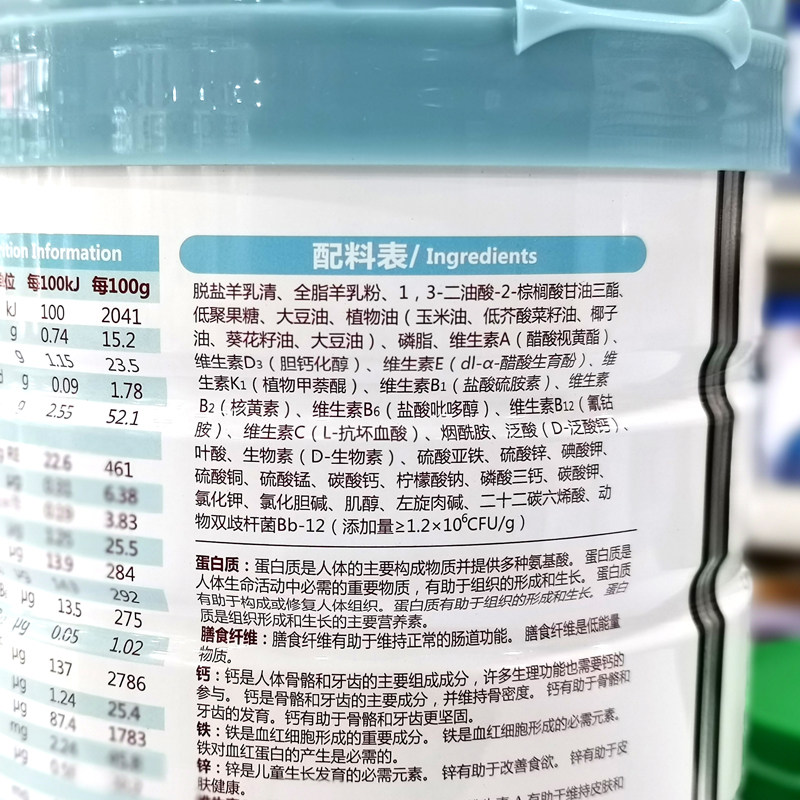 tion Information
位 每100kJ 每100g
kJ 100 2041
g 0.74 15.2
g 1.15 23.5
g 0.09 1.78
g 2.55 52.1
RE 22.6 461
6.38
3.83
25.5
μg 13.9 284
292
μg 13.5 275
μg 0.05 1.02
μg 137 2786
μg 1.24 25.4
mg 87.4 1783
配料表/ Ingredients
脱盐羊乳清、全脂羊乳粉、1，3-二油酸-2-棕榈酸甘油三酯、
低聚果糖、大豆油、植物油（玉米油、低芥酸菜籽油、椰子
油、葵花籽油、大豆油）、磷脂、维生素A（醋酸视黄酯）、
维生素D₃（胆钙化醇）、维生素E（dl-α-醋酸生育酚）、维
生素K₁（植物甲萘醌）、维生素B₁（盐酸硫胺素）、维生素
B₂（核黄素）、维生素B₆（盐酸吡哆醇）、维生素B₁₂（氰钴
胺）、维生素C（L-抗坏血酸）、烟酰胺、泛酸（D-泛酸钙）、
叶酸、生物素（D-生物素）、硫酸亚铁、硫酸锌、碘酸钾、
硫酸铜、硫酸锰、碳酸钙、柠檬酸钠、磷酸三钙、碳酸钾、
氯化钾、氯化胆碱、肌醇、左旋肉碱、二十二碳六烯酸、动
物双歧杆菌Bb-12（添加量≥1.2×10⁶CFU/g）
蛋白质：蛋白质是人体的主要构成物质并提供多种氨基酸。蛋白质是
人体生命活动中必需的重要物质，有助于组织的形成和生长。蛋白质
有助于构成或修复人体组织。蛋白质有助于组织的形成和生长。蛋白
质是组织形成和生长的主要营养素。
膳食纤维：膳食纤维有助于维持正常的肠道功能。膳食纤维是低能量
物质。
钙：钙是人体骨骼和牙齿的主要组成成分，许多生理功能也需要钙的
参与。钙是骨骼和牙齿的主要成分，并维持骨密度。钙有助于骨骼和
牙齿的发育。钙有助于骨骼和牙齿更坚固。
铁：铁是血红细胞形成的重要成分。铁是血红细胞形成的必需元素。
铁对血红蛋白的产生是必需的。
锌：锌是儿童生长发育的必需元素。锌有助于改善食欲。锌有助于皮
肤健康。
A 有助于维持皮肤和